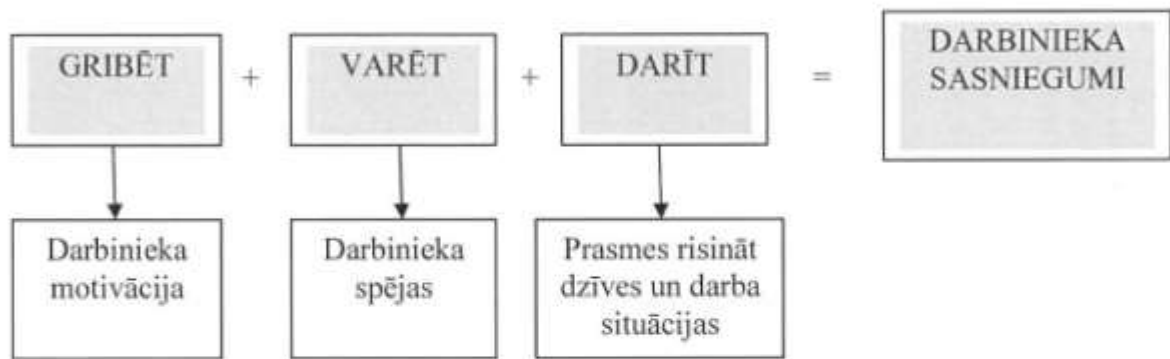 GRIBĒT + VARĒT + DARĪT = DARBINIEKA
SASNIEGUMI
Darbinieka
motivācija
Darbinieka
spējas
Prasmes risināt
dzīves un darba
situācijas